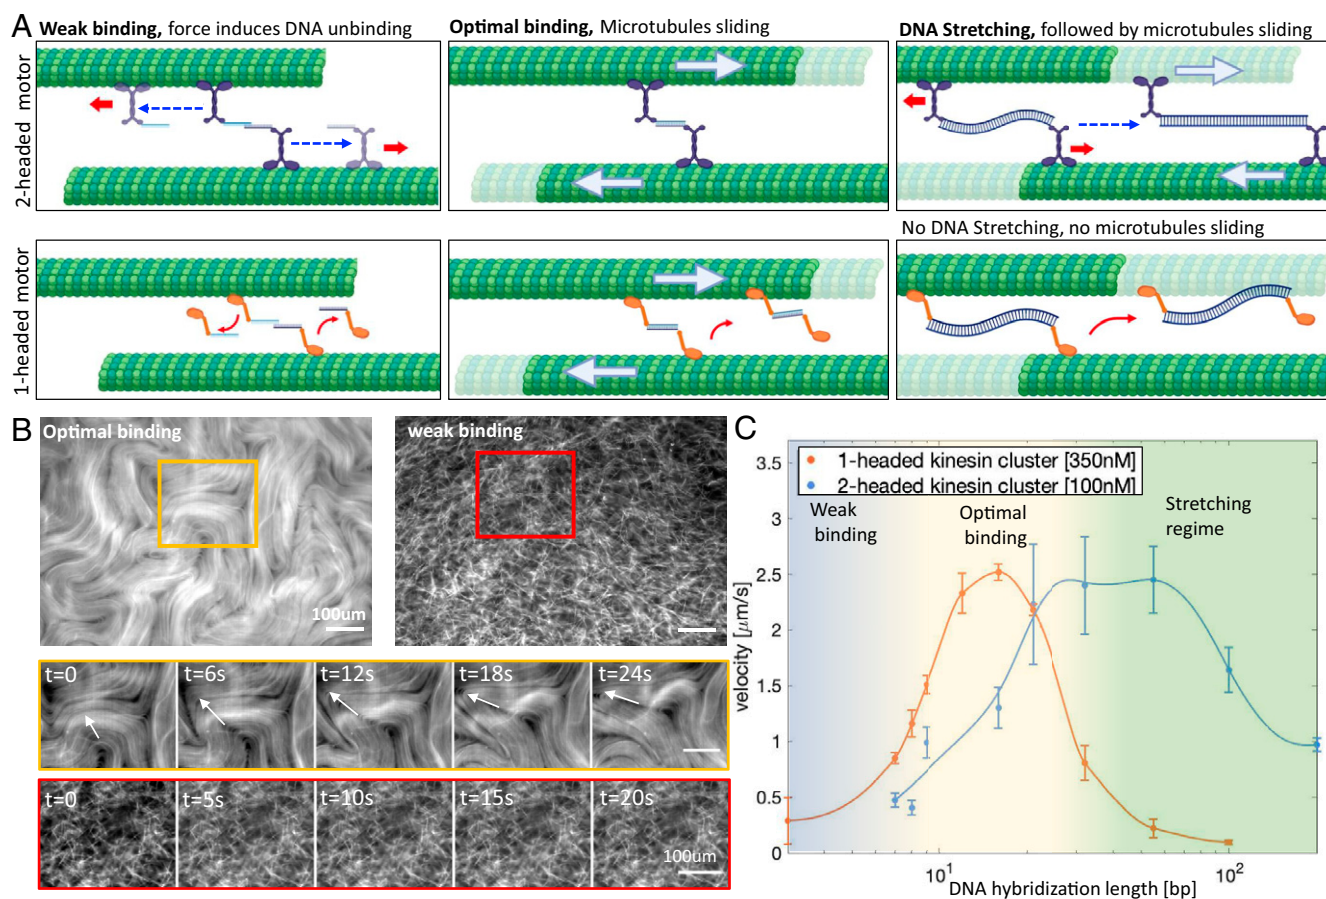 A
Weak binding, force induces DNA unbinding
Optimal binding, Microtubules sliding
DNA Stretching, followed by microtubules sliding
2-headed motor
No DNA Stretching, no microtubules sliding
1-headed motor
B
Optimal binding
100um
weak binding
t=0
t=6s
t=12s
t=18s
t=24s
t=0
t=5s
t=10s
t=15s
t=20s
100um
C
1-headed kinesin cluster [350nM]
2-headed kinesin cluster [100nM]
Weak
binding
Optimal
binding
Stretching
regime
velocity [μm/s]
3.5
3
2.5
2
1.5
1
0.5
0
10¹
10²
DNA hybridization length [bp]